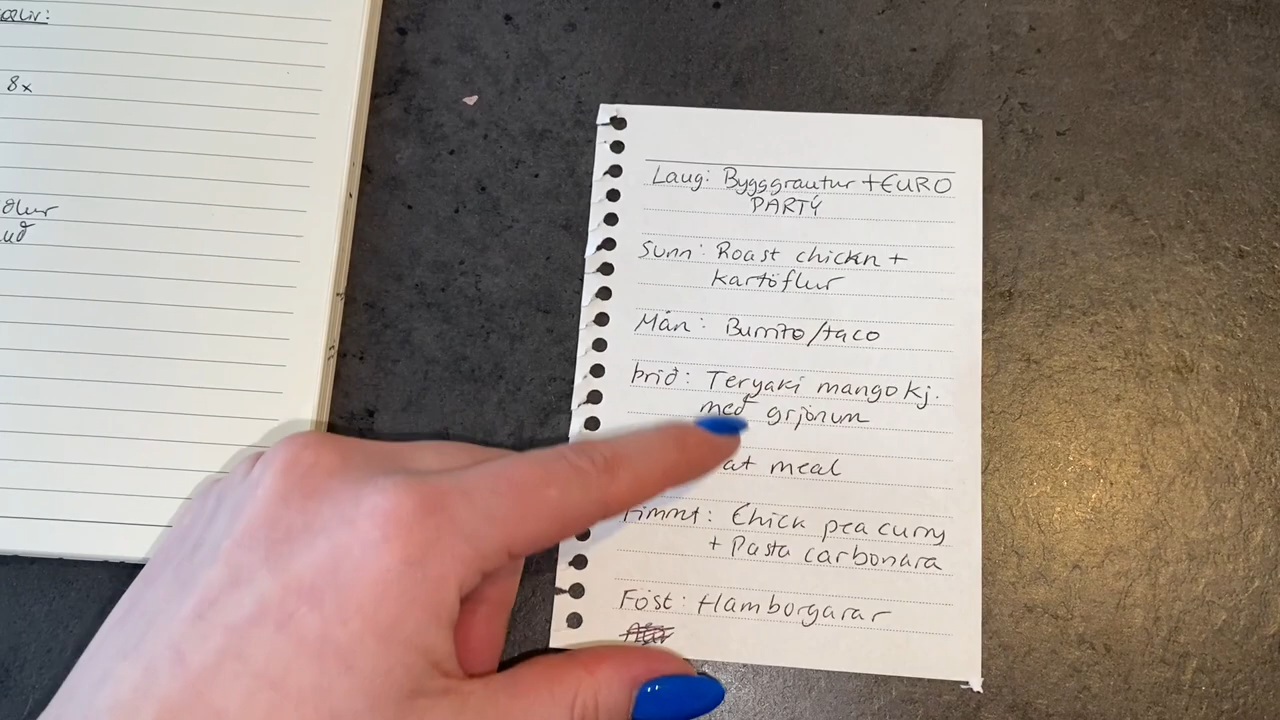 8x
Laug: Bygggrautur + EURO
PARTY
Sunn: Roast chickn +
kartöflur
Mán: Burrito/taco
Þrið: Teryaki mango kj.
með grjónum
meal
Fimmt: Chick pea curry
+ Pasta carbonara
Föst: Hamborgarar